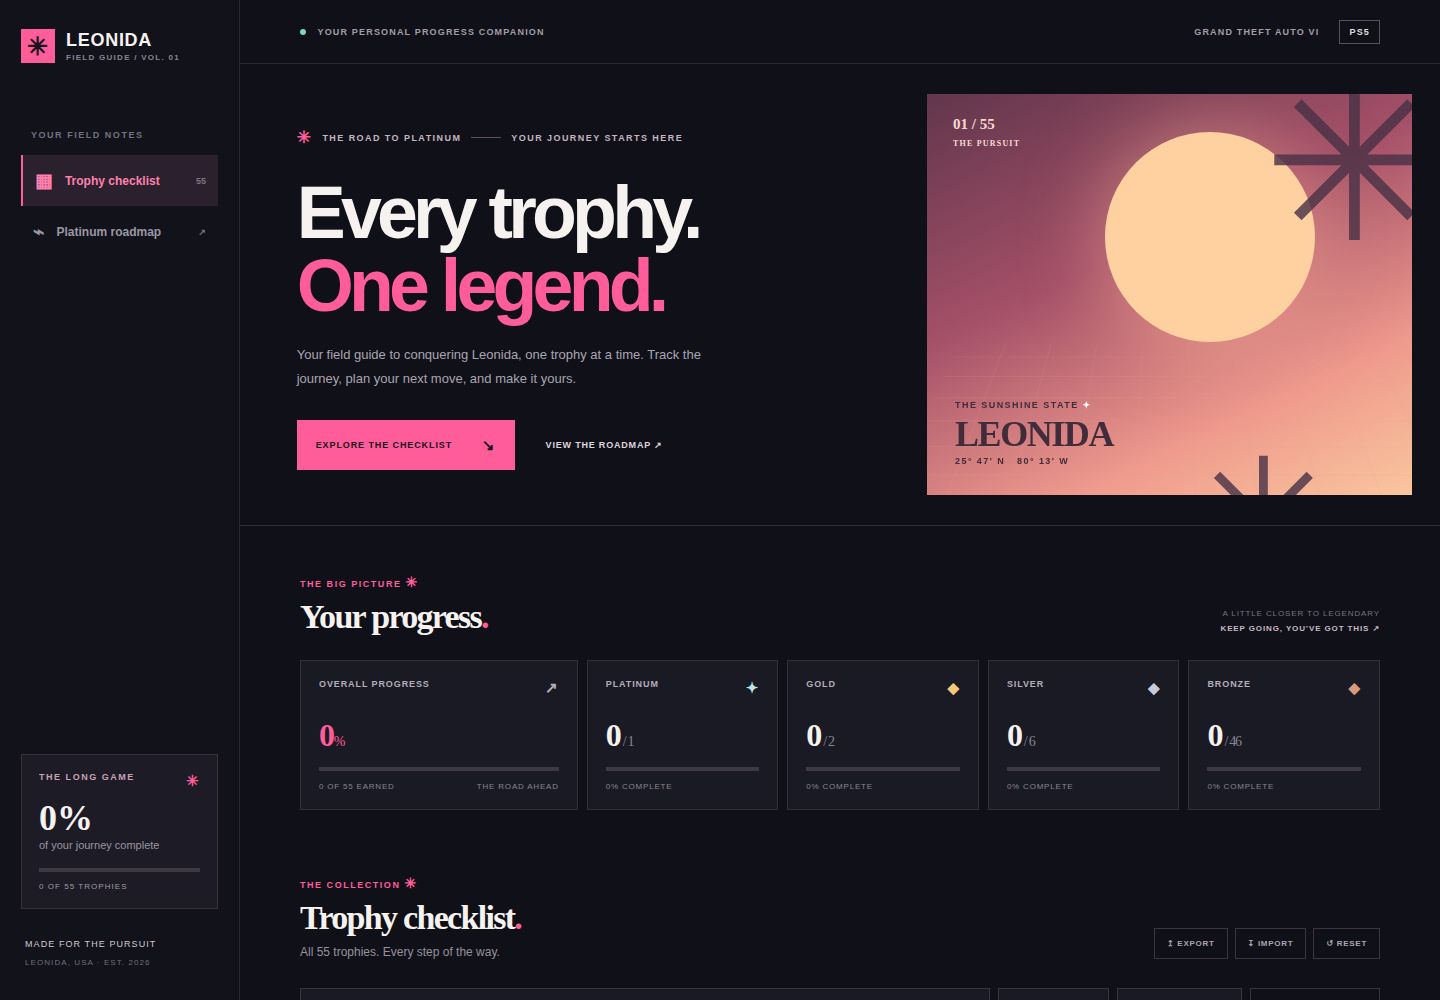 LEONIDA
FIELD GUIDE / VOL. 01
YOUR FIELD NOTES
Trophy checklist 55
Platinum roadmap ↗
THE LONG GAME
0%
of your journey complete
0 OF 55 TROPHIES
MADE FOR THE PURSUIT
LEONIDA, USA · EST. 2026
YOUR PERSONAL PROGRESS COMPANION
GRAND THEFT AUTO VI PS5
THE ROAD TO PLATINUM YOUR JOURNEY STARTS HERE
Every trophy.
One legend.
Your field guide to conquering Leonida, one trophy at a time. Track the
journey, plan your next move, and make it yours.
EXPLORE THE CHECKLIST ↘ VIEW THE ROADMAP ↗
01 / 55
THE PURSUIT
THE SUNSHINE STATE ✦
LEONIDA
25° 47' N 80° 13' W
THE BIG PICTURE
Your progress.
A LITTLE CLOSER TO LEGENDARY
KEEP GOING, YOU'VE GOT THIS ↗
OVERALL PROGRESS ↗
0%
0 OF 55 EARNED THE ROAD AHEAD
PLATINUM
0/1
0% COMPLETE
GOLD
0/2
0% COMPLETE
SILVER
0/6
0% COMPLETE
BRONZE
0/46
0% COMPLETE
THE COLLECTION
Trophy checklist.
All 55 trophies. Every step of the way.
↥ EXPORT ↧ IMPORT ↺ RESET